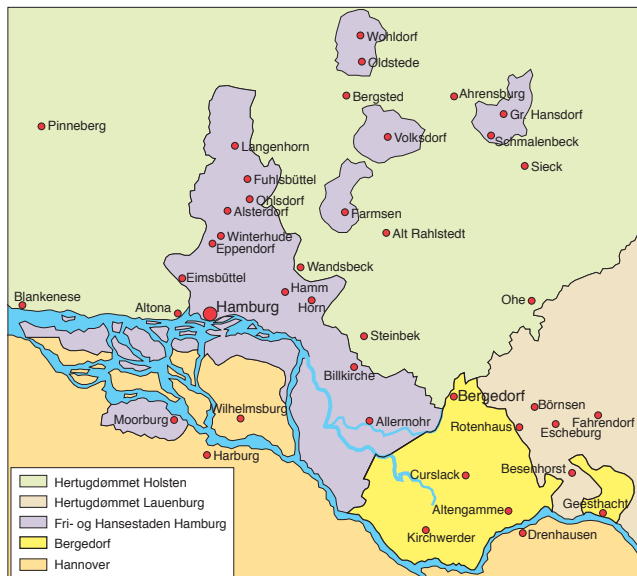 Wohldorf
Oldstede
Bergsted
Ahrensburg
Gr. Hansdorf
Pinneberg
Volksdorf
Schmalenbeck
Langenhorn
Sieck
Fuhlsbüttel
Ohlsdorf
Alsterdorf
Farmsen
Winterhude
Alt Rahlstedt
Eppendorf
Wandsbeck
Eimsbüttel
Hamm
Blankenese
Horn
Ohe
Altona
Hamburg
Steinbek
Billkirche
Bergedorf
Börnsen
Wilhelmsburg
Moorburg
Allermohr
Rotenhaus
Fahrendorf
Escheburg
Harburg
Besenhorst
Curslack
Geesthacht
Altengamme
Kirchwerder
Drenhausen
Hertugdømmet Holsten
Hertugdømmet Lauenburg
Fri- og Hansestaden Hamburg
Bergedorf
Hannover